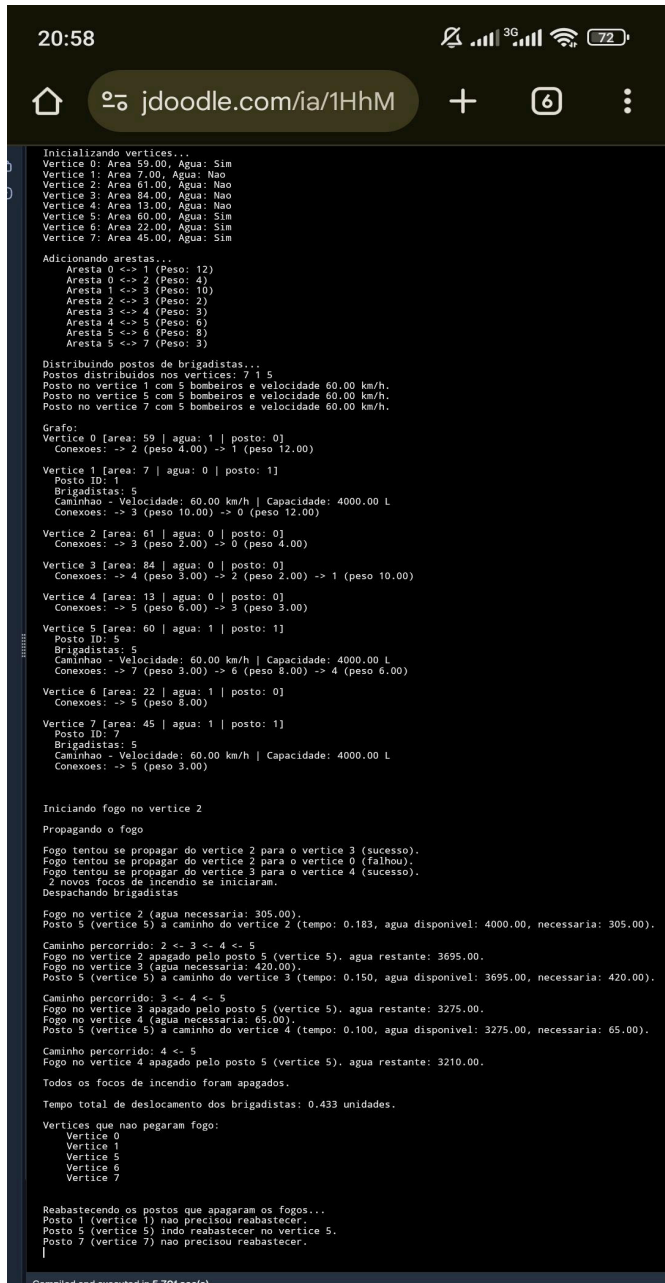 20:58
3G
72
jdoodle.com/ia/1HhM
6
Inicializando vertices...
Vertice 0: Area 59.00, Agua: Sim
Vertice 1: Area 7.00, Agua: Nao
Vertice 2: Area 61.00, Agua: Nao
Vertice 3: Area 84.00, Agua: Nao
Vertice 4: Area 13.00, Agua: Nao
Vertice 5: Area 60.00, Agua: Sim
Vertice 6: Area 22.00, Agua: Sim
Vertice 7: Area 45.00, Agua: Sim
Adicionando arestas...
Aresta 0 <-> 1 (Peso: 12)
Aresta 0 <-> 2 (Peso: 4)
Aresta 1 <-> 3 (Peso: 10)
Aresta 2 <-> 3 (Peso: 2)
Aresta 3 <-> 4 (Peso: 3)
Aresta 4 <-> 5 (Peso: 6)
Aresta 5 <-> 6 (Peso: 8)
Aresta 5 <-> 7 (Peso: 3)
Distribuindo postos de brigadistas...
Postos distribuidos nos vertices: 7 1 5
Posto no vertice 1 com 5 bombeiros e velocidade 60.00 km/h.
Posto no vertice 5 com 5 bombeiros e velocidade 60.00 km/h.
Posto no vertice 7 com 5 bombeiros e velocidade 60.00 km/h.
Grafo:
Vertice 0 [area: 59 | agua: 1 | posto: 0]
Conexoes: -> 2 (peso 4.00) -> 1 (peso 12.00)
Vertice 1 [area: 7 | agua: 0 | posto: 1]
Posto ID: 1
Brigadistas: 5
Caminhao - Velocidade: 60.00 km/h | Capacidade: 4000.00 L
Conexoes: -> 3 (peso 10.00) -> 0 (peso 12.00)
Vertice 2 [area: 61 | agua: 0 | posto: 0]
Conexoes: -> 3 (peso 2.00) -> 0 (peso 4.00)
Vertice 3 [area: 84 | agua: 0 | posto: 0]
Conexoes: -> 4 (peso 3.00) -> 2 (peso 2.00) -> 1 (peso 10.00)
Vertice 4 [area: 13 | agua: 0 | posto: 0]
Conexoes: -> 5 (peso 6.00) -> 3 (peso 3.00)
Vertice 5 [area: 60 | agua: 1 | posto: 1]
Posto ID: 5
Brigadistas: 5
Caminhao - Velocidade: 60.00 km/h | Capacidade: 4000.00 L
Conexoes: -> 7 (peso 3.00) -> 6 (peso 8.00) -> 4 (peso 6.00)
Vertice 6 [area: 22 | agua: 1 | posto: 0]
Conexoes: -> 5 (peso 8.00)
Vertice 7 [area: 45 | agua: 1 | posto: 1]
Posto ID: 7
Brigadistas: 5
Caminhao - Velocidade: 60.00 km/h | Capacidade: 4000.00 L
Conexoes: -> 5 (peso 3.00)
Iniciando fogo no vertice 2
Propagando o fogo
Fogo tentou se propagar do vertice 2 para o vertice 3 (sucesso).
Fogo tentou se propagar do vertice 2 para o vertice 0 (falhou).
Fogo tentou se propagar do vertice 3 para o vertice 4 (sucesso).
2 novos focos de incendio se iniciaram.
Despachando brigadistas
Fogo no vertice 2 (agua necessaria: 305.00).
Posto 5 (vertice 5) a caminho do vertice 2 (tempo: 0.183, agua disponivel: 4000.00, necessaria: 305.00).
Caminho percorrido: 2 <- 3 <- 4 <- 5
Fogo no vertice 2 apagado pelo posto 5 (vertice 5). agua restante: 3695.00.
Fogo no vertice 3 (agua necessaria: 420.00).
Posto 5 (vertice 5) a caminho do vertice 3 (tempo: 0.150, agua disponivel: 3695.00, necessaria: 420.00).
Caminho percorrido: 3 <- 4 <- 5
Fogo no vertice 3 apagado pelo posto 5 (vertice 5). agua restante: 3275.00.
Fogo no vertice 4 (agua necessaria: 65.00).
Posto 5 (vertice 5) a caminho do vertice 4 (tempo: 0.100, agua disponivel: 3275.00, necessaria: 65.00).
Caminho percorrido: 4 <- 5
Fogo no vertice 4 apagado pelo posto 5 (vertice 5). agua restante: 3210.00.
Todos os focos de incendio foram apagados.
Tempo total de deslocamento dos brigadistas: 0.433 unidades.
Vertices que nao pegaram fogo:
Vertice 0
Vertice 1
Vertice 5
Vertice 6
Vertice 7
Reabastecendo os postos que apagaram os fogos...
Posto 1 (vertice 1) nao precisou reabastecer.
Posto 5 (vertice 5) indo reabastecer no vertice 5.
Posto 7 (vertice 7) nao precisou reabastecer.